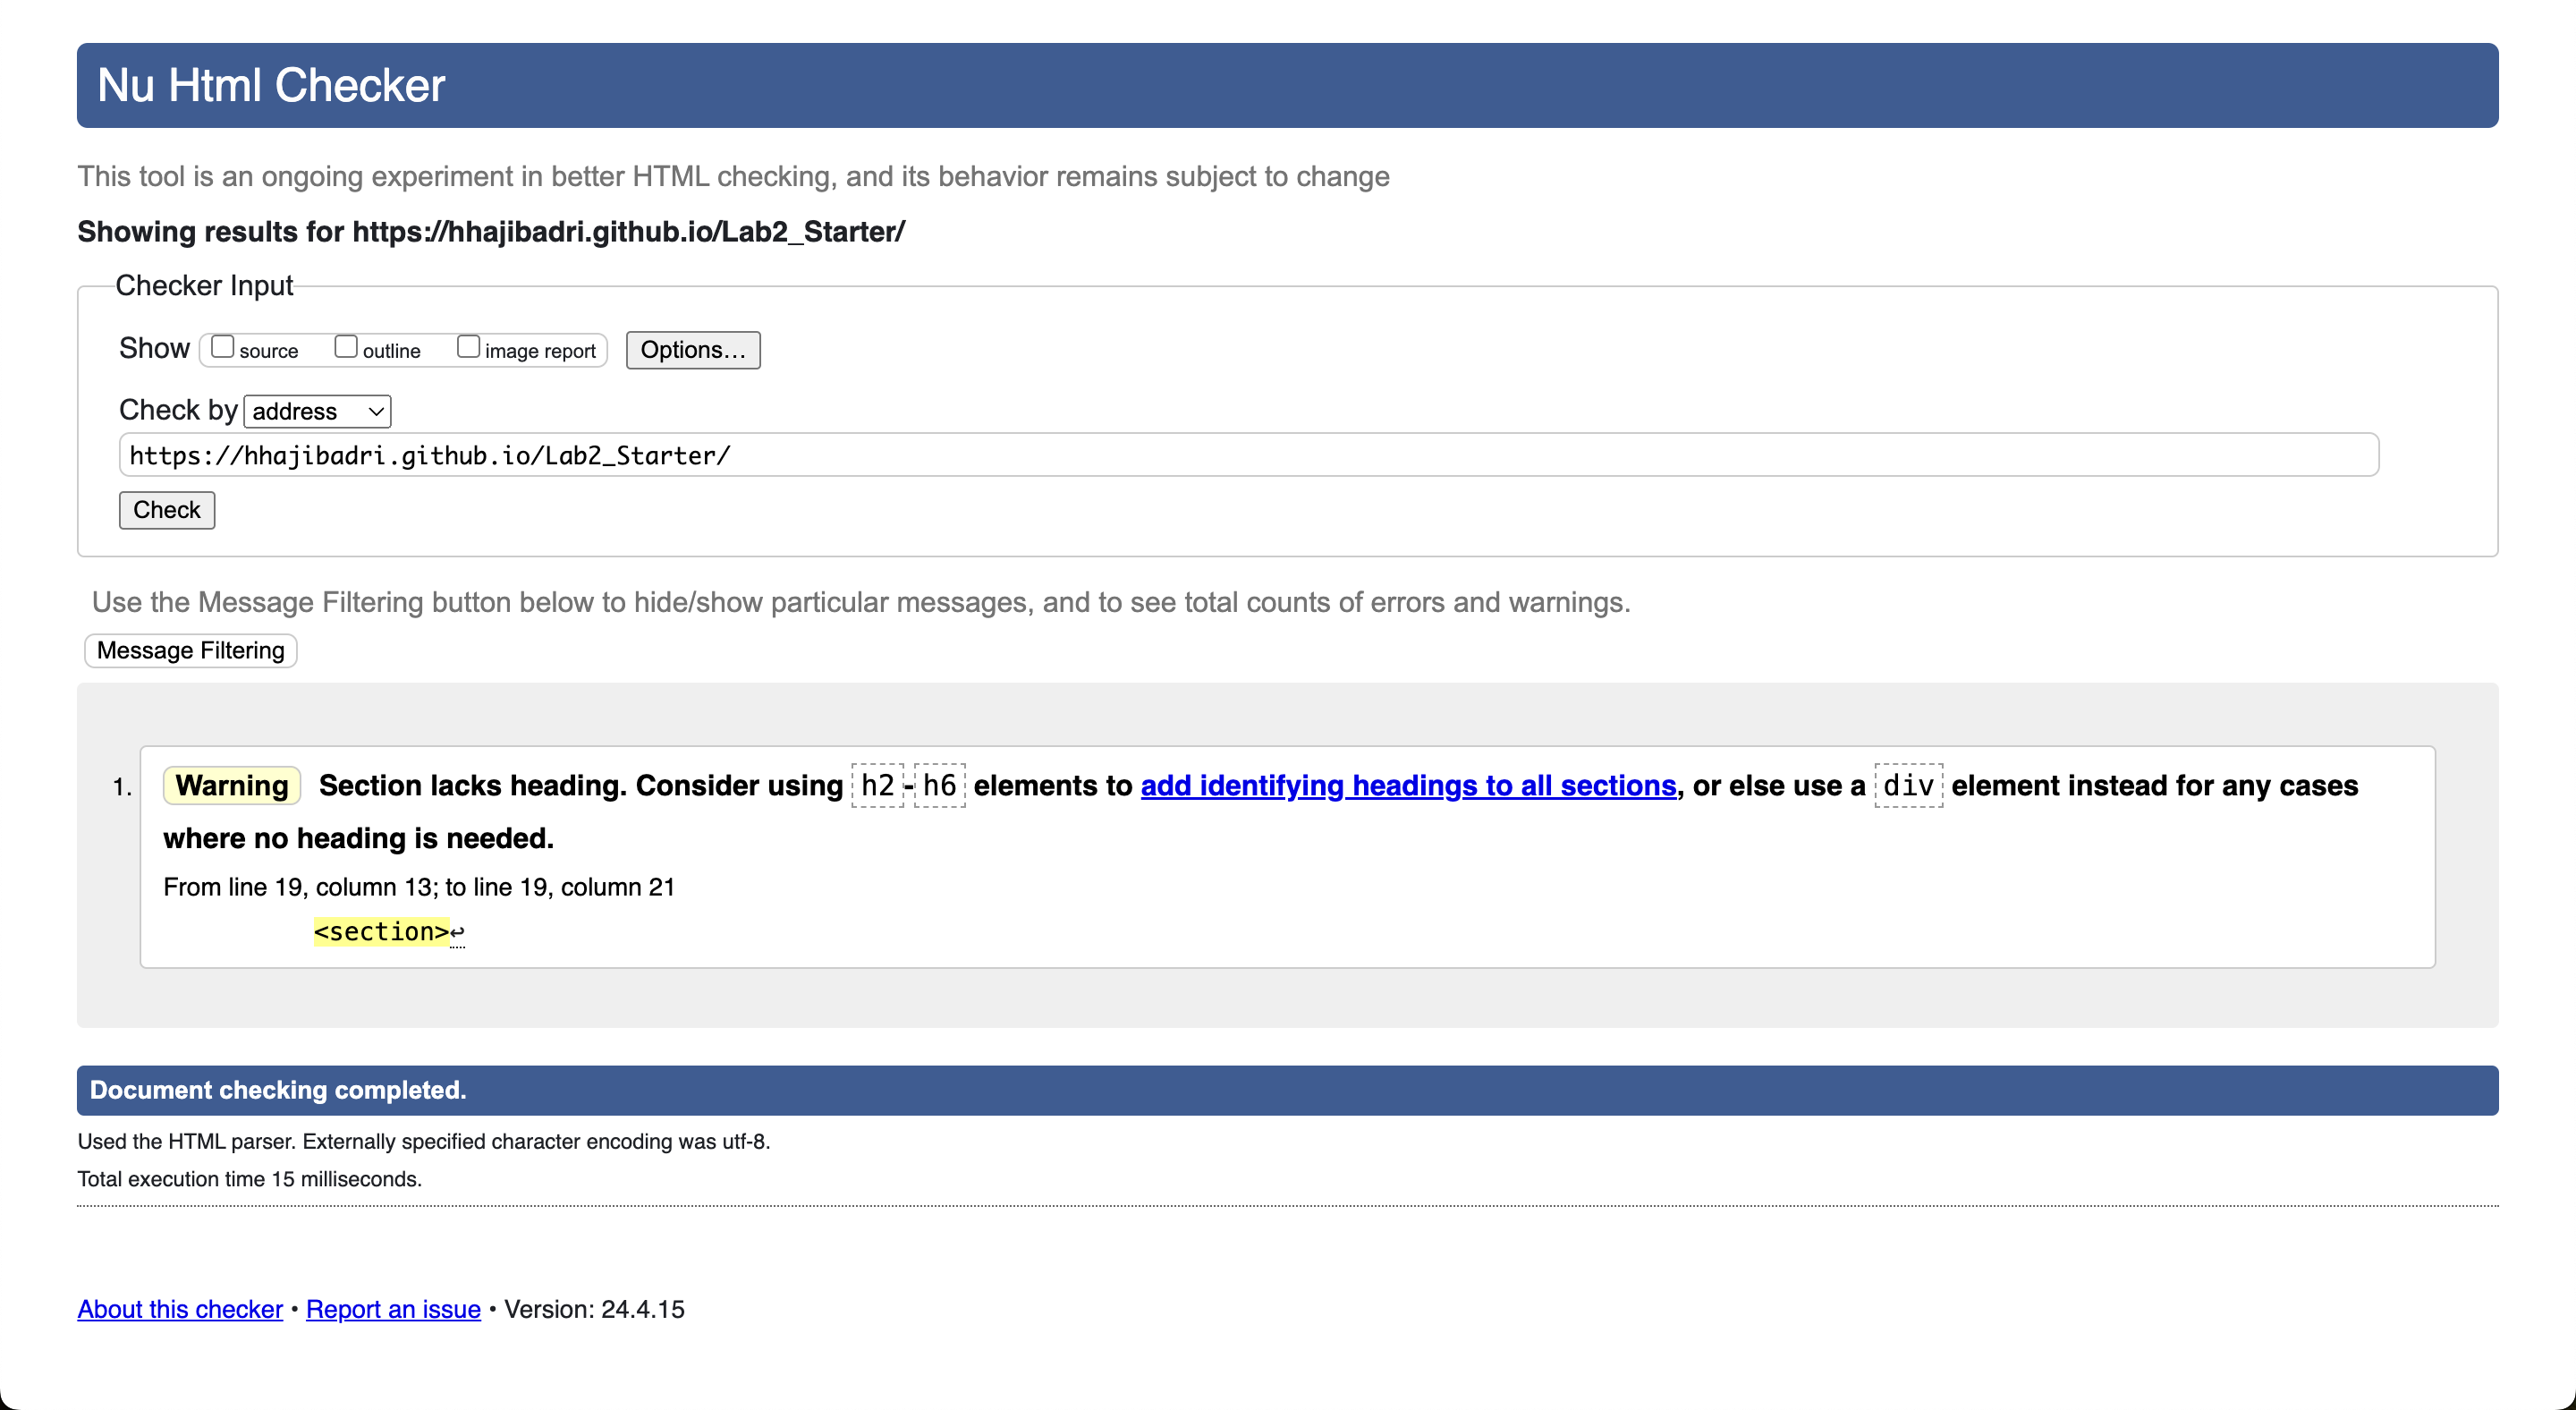 Nu Html Checker
This tool is an ongoing experiment in better HTML checking, and its behavior remains subject to change
Showing results for https://hhajibadri.github.io/Lab2_Starter/
Checker Input
Show source outline image report Options…
Check by address
https://hhajibadri.github.io/Lab2_Starter/
Check
Use the Message Filtering button below to hide/show particular messages, and to see total counts of errors and warnings.
Message Filtering
1. Warning Section lacks heading. Consider using h2-h6 elements to add identifying headings to all sections, or else use a div element instead for any cases
where no heading is needed.
From line 19, column 13; to line 19, column 21
<section>↩
Document checking completed.
Used the HTML parser. Externally specified character encoding was utf-8.
Total execution time 15 milliseconds.
About this checker • Report an issue • Version: 24.4.15